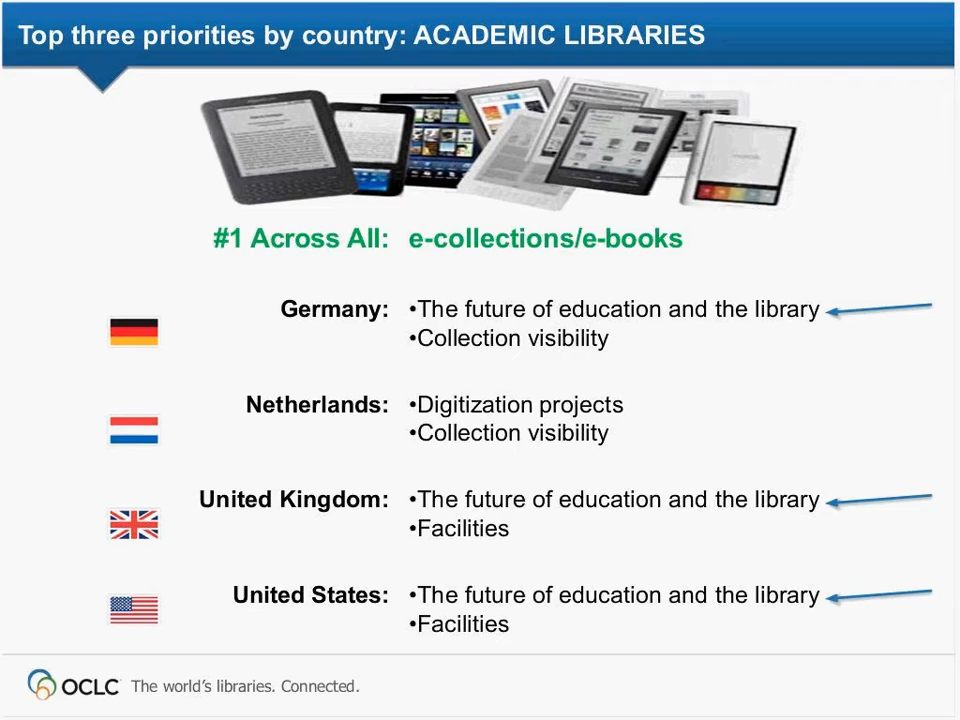 Top three priorities by country: ACADEMIC LIBRARIES
#1 Across All: e-collections/e-books
Germany: •The future of education and the library
•Collection visibility
Netherlands: •Digitization projects
•Collection visibility
United Kingdom: •The future of education and the library
•Facilities
United States: •The future of education and the library
•Facilities
OCLC The world's libraries. Connected.